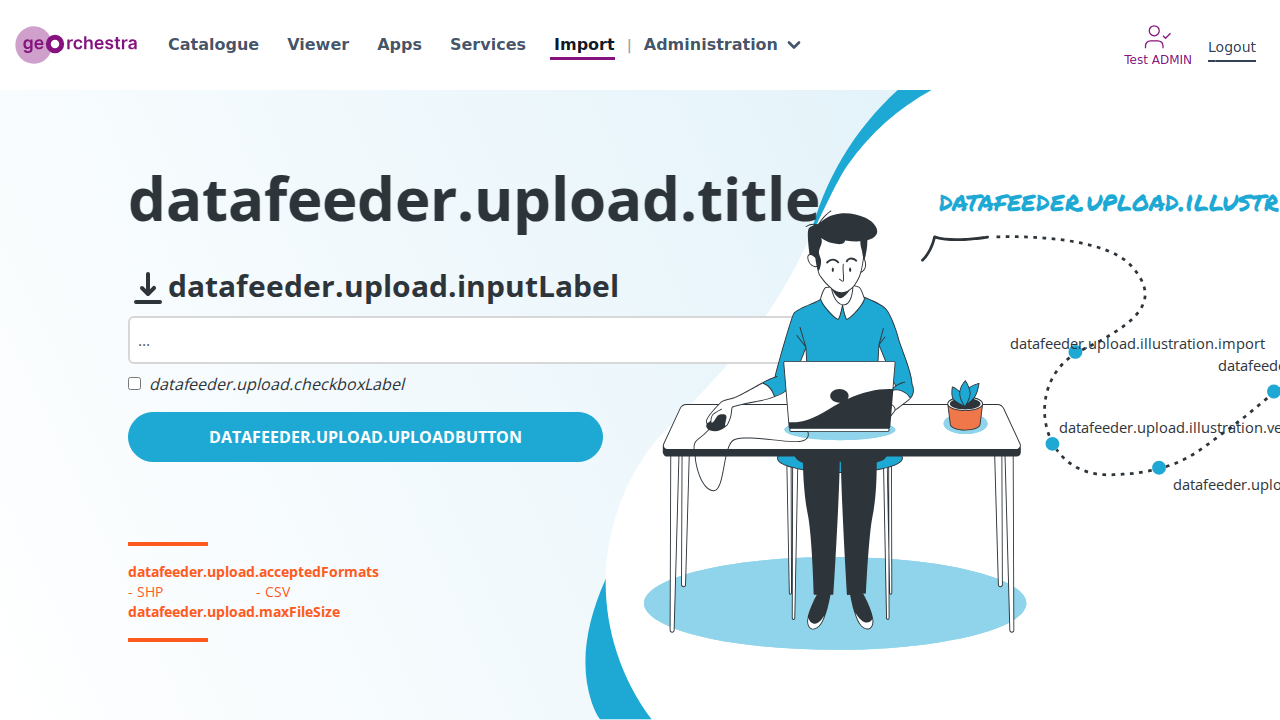 georchestra
Catalogue
Viewer
Apps
Services
Import
|
Administration
Test ADMIN
Logout
datafeeder.upload.title
DATAFEEDER.UPLOAD.ILLUSTR
datafeeder.upload.inputLabel
...
datafeeder.upload.illustration.import
datafeede
datafeeder.upload.checkboxLabel
DATAFEEDER.UPLOAD.UPLOADBUTTON
datafeeder.upload.illustration.ve
datafeeder.uplo
datafeeder.upload.acceptedFormats
- SHP - CSV
datafeeder.upload.maxFileSize